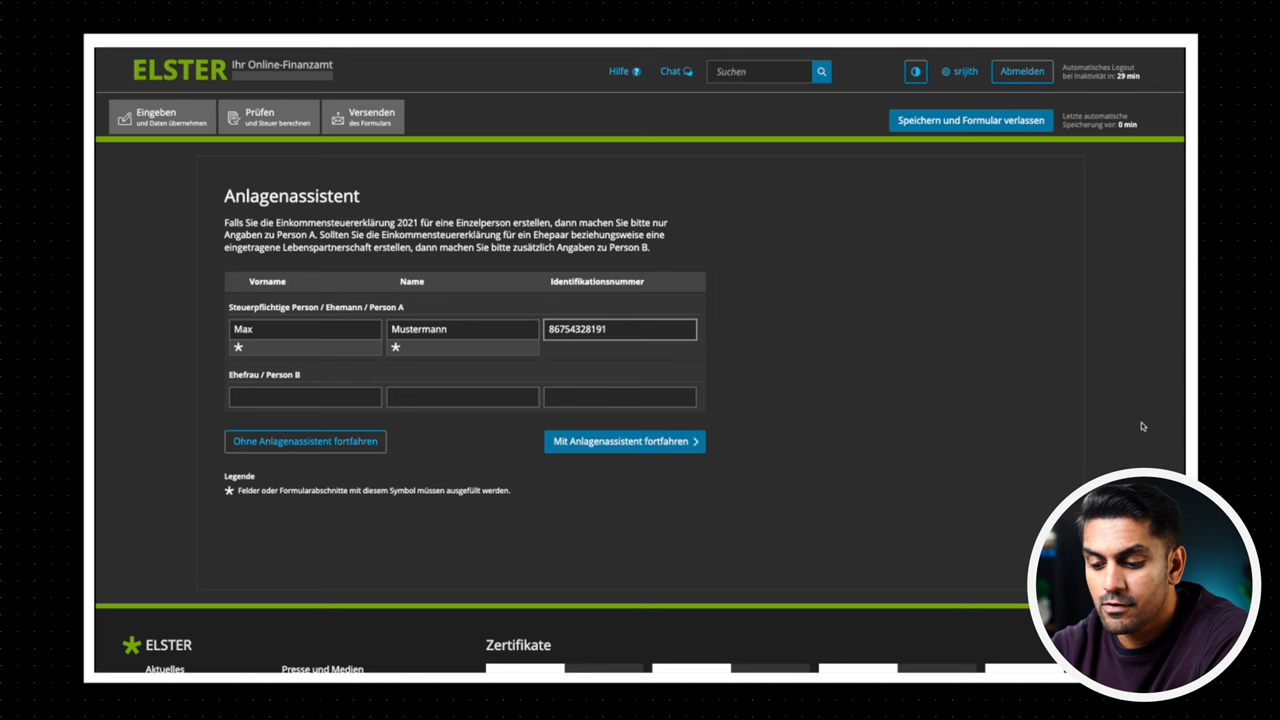 ELSTER Ihr Online-Finanzamt
Hilfe ?
Chat
Suchen
srijith
Abmelden
Automatisches Logout
bei Inaktivität in: 29 min
Eingeben
und Daten übernehmen
Prüfen
und Steuer berechnen
Versenden
des Formulars
Speichern und Formular verlassen
Letzte automatische
Speicherung vor: 0 min
Anlagenassistent
Falls Sie die Einkommensteuererklärung 2021 für eine Einzelperson erstellen, dann machen Sie bitte nur
Angaben zu Person A. Sollten Sie die Einkommensteuererklärung für ein Ehepaar beziehungsweise eine
eingetragene Lebenspartnerschaft erstellen, dann machen Sie bitte zusätzlich Angaben zu Person B.
Vorname Name Identifikationsnummer
Steuerpflichtige Person / Ehemann / Person A
Max Mustermann 86754328191
* *
Ehefrau / Person B
Ohne Anlagenassistent fortfahren
Mit Anlagenassistent fortfahren
Legende
* Felder oder Formularabschnitte mit diesem Symbol müssen ausgefüllt werden.
ELSTER Zertifikate
Aktuelles Presse und Medien